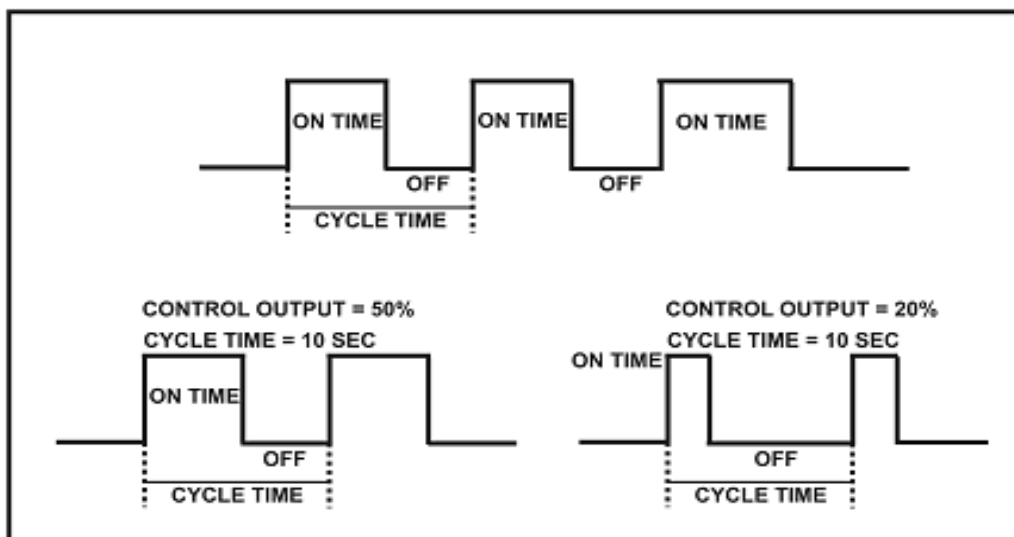 ON TIME
ON TIME
ON TIME
OFF
OFF
CYCLE TIME
CONTROL OUTPUT = 50%
CYCLE TIME = 10 SEC
ON TIME
OFF
CYCLE TIME
CONTROL OUTPUT = 20%
CYCLE TIME = 10 SEC
ON TIME
OFF
CYCLE TIME